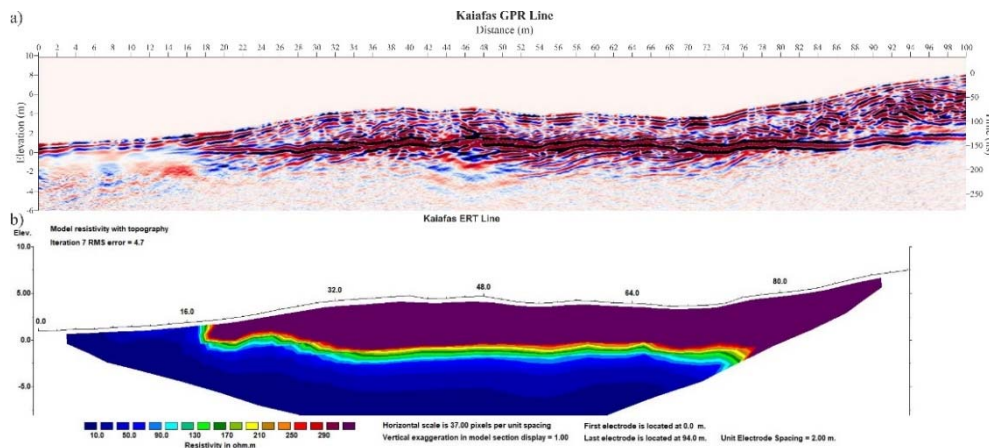 a)
Kaiafas GPR Line
Distance (m)
0 2 4 6 8 10 12 14 16 18 20 22 24 26 28 30 32 34 36 38 40 42 44 46 48 50 52 54 56 58 60 62 64 66 68 70 72 74 76 78 80 82 84 86 88 90 92 94 96 98 100
Elevation (m)
10
8
6
4
2
0
-2
-4
-6
0
50
100
150
200
250
b)
Kaiafas ERT Line
Model resistivity with topography
Iteration 7 RMS error = 4.7
Elev.
10.0
5.00
0.0
-5.0
0.0 16.0 32.0 48.0 64.0 80.0
10.0 50.0 90.0 130 170 210 250 290
Resistivity in ohm.m
Horizontal scale is 37.00 pixels per unit spacing
Vertical exaggeration in model section display = 1.00
First electrode is located at 0.0 m.
Last electrode is located at 94.0 m.
Unit Electrode Spacing = 2.00 m.